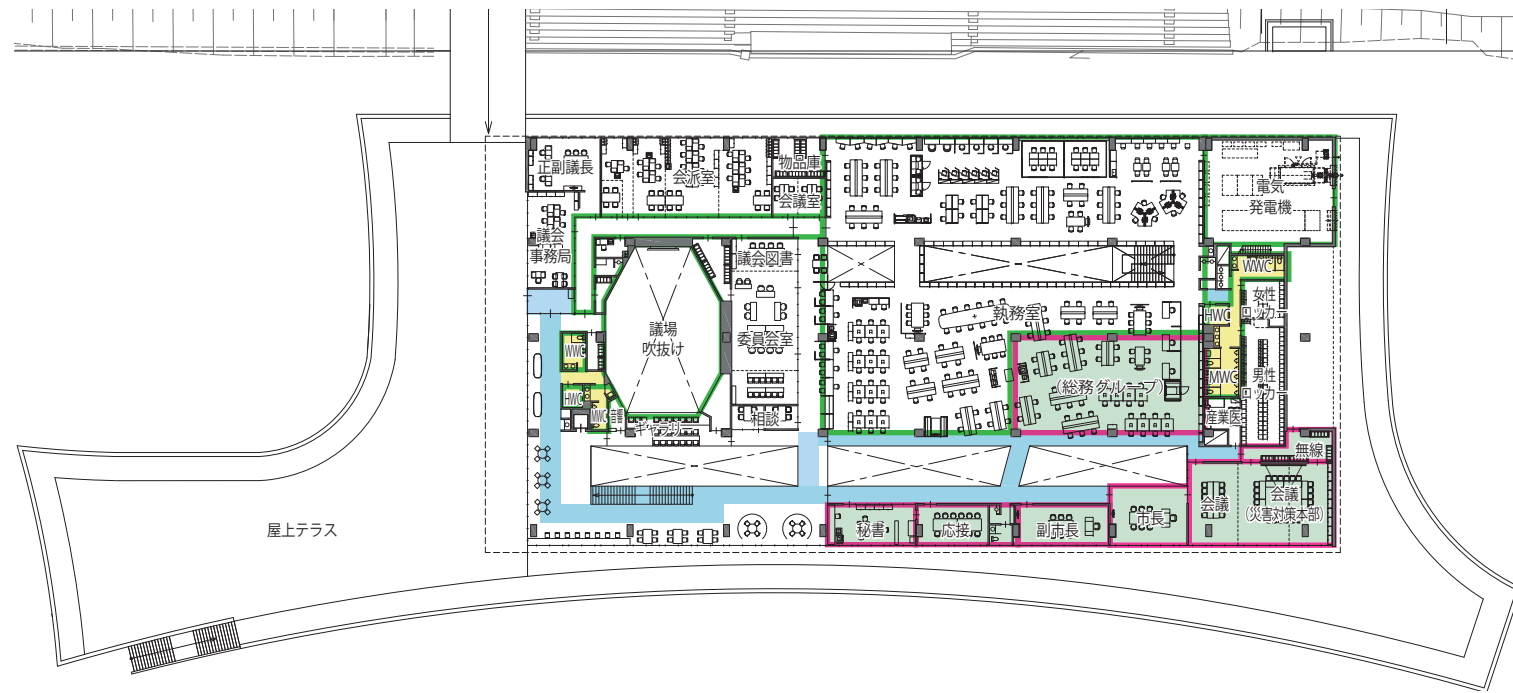 正副議長
会派室
物品庫
会議室
電気
発電機
議会
事務局
議会図書
WWC
女性
ロッカー
議場
吹抜け
委員会室
執務室
HWC
WWC
(総務グループ)
MWC
男性
ロッカー
HWC
MWC
音響
ギャラリー
相談
産業医
無線
会議
会議
(災害対策本部)
屋上テラス
秘書
応接
副市長
市長